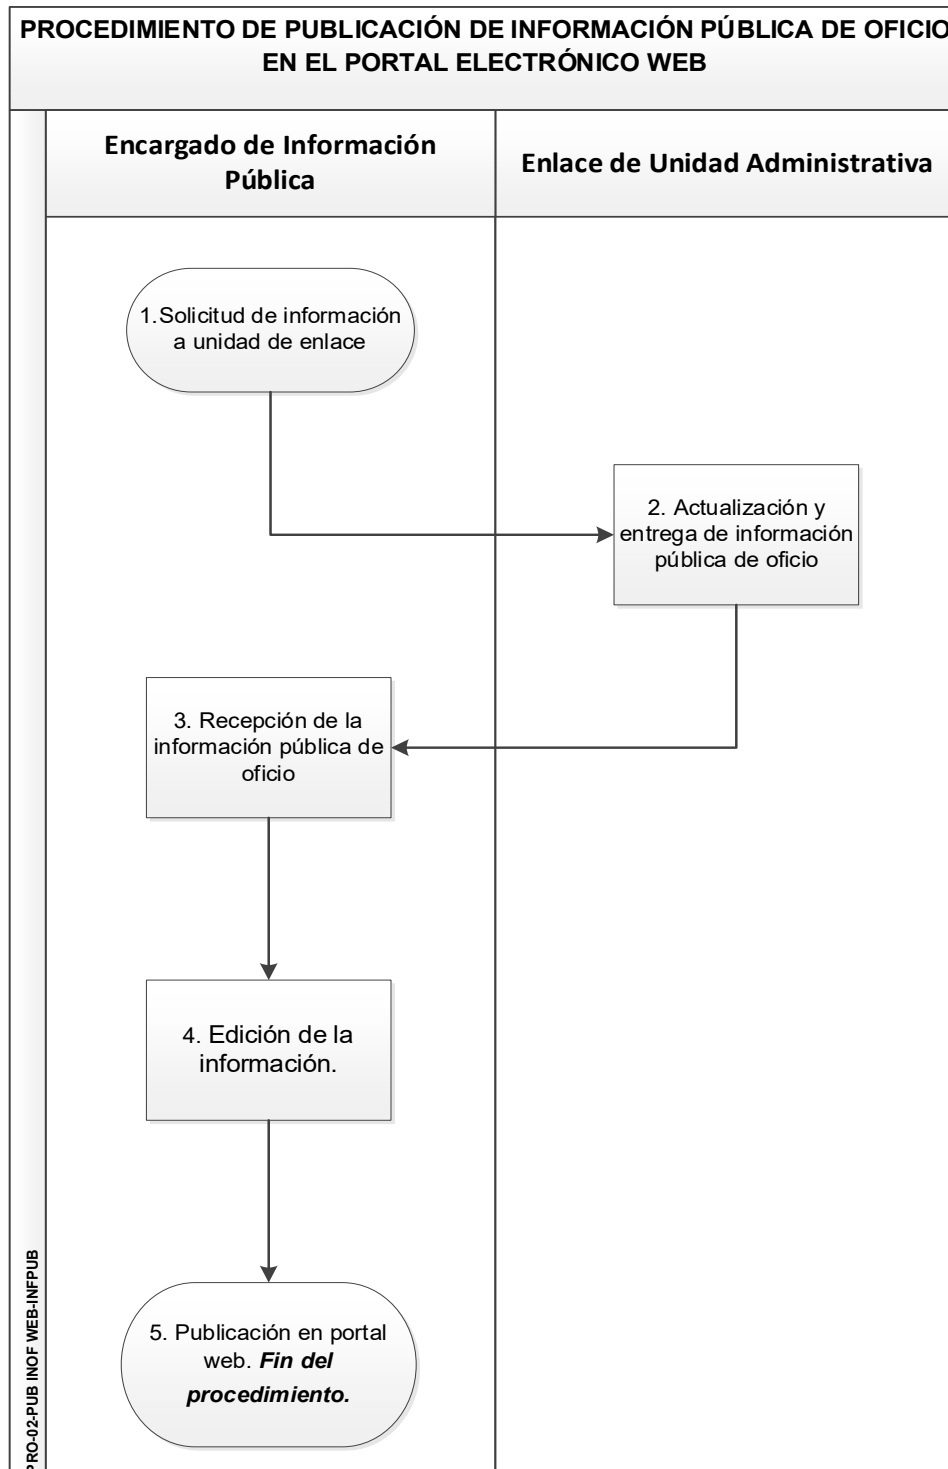 PROCEDIMIENTO DE PUBLICACIÓN DE INFORMACIÓN PÚBLICA DE OFICIO
EN EL PORTAL ELECTRÓNICO WEB
Encargado de Información
Pública
Enlace de Unidad Administrativa
1.Solicitud de información
a unidad de enlace
2. Actualización y
entrega de información
pública de oficio
3. Recepción de la
información pública de
oficio
4. Edición de la
información.
5. Publicación en portal
web. Fin del
procedimiento.
PRO-02-PUB INOF WEB-INFPUB